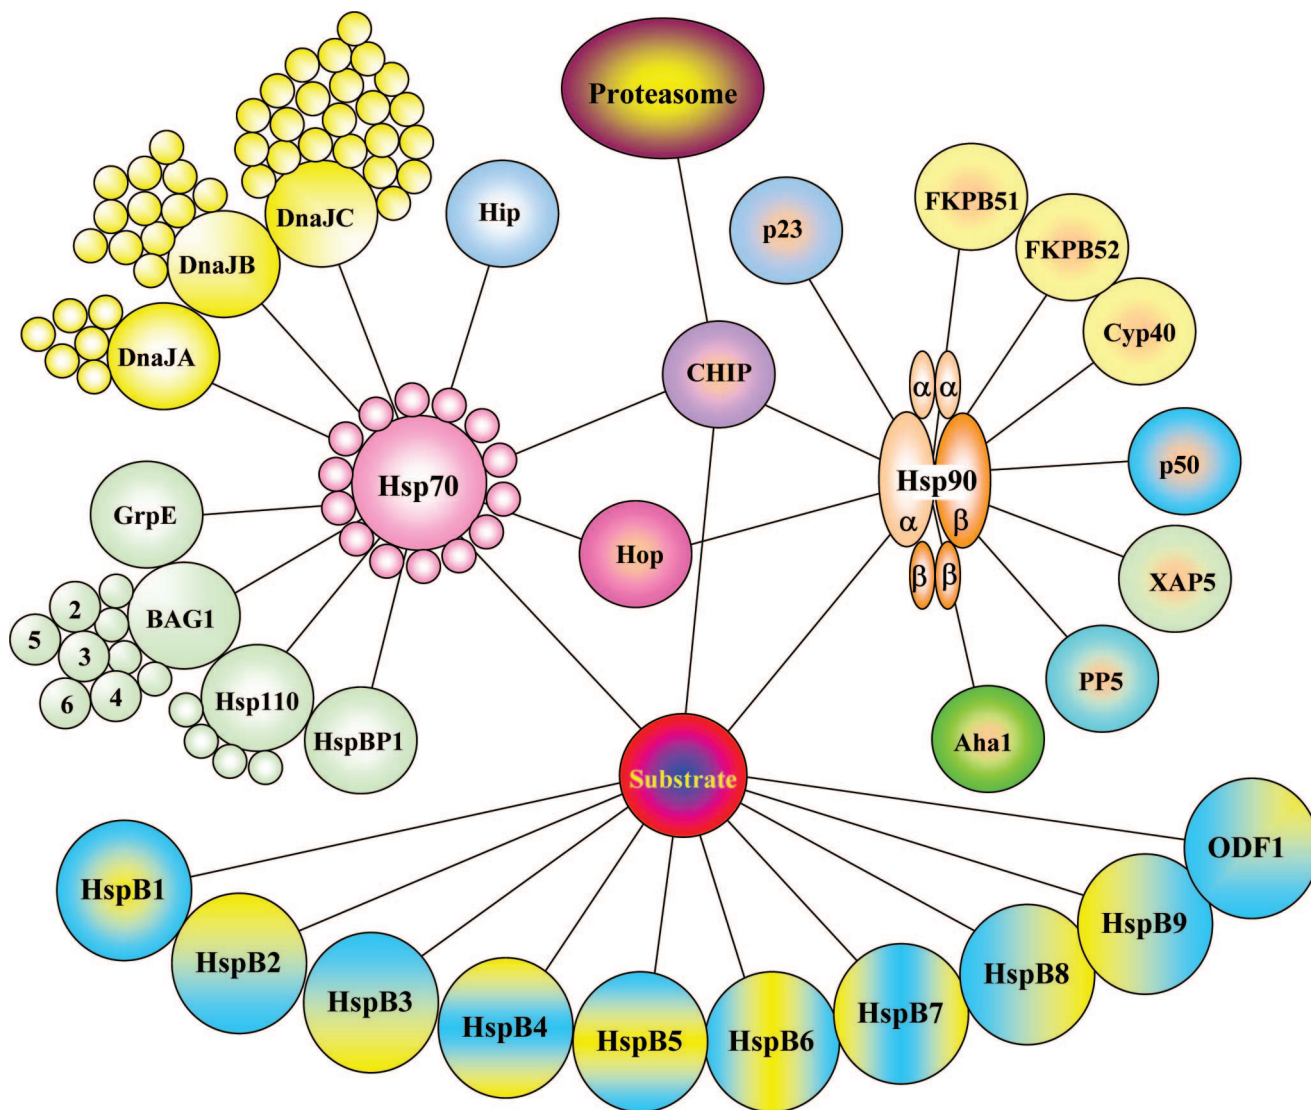 Proteasome
DnaJC
Hip
p23
FKPB51
FKPB52
DnaJB
Cyp40
DnaJA
CHIP
α α
Hsp70
Hsp90
α β
β β
p50
GrpE
Hop
XAP5
BAG1
2
5
3
6
4
Hsp110
HspBP1
PP5
Aha1
Substrate
HspB1
HspB2
HspB3
HspB4
HspB5
HspB6
HspB7
HspB8
HspB9
ODF1